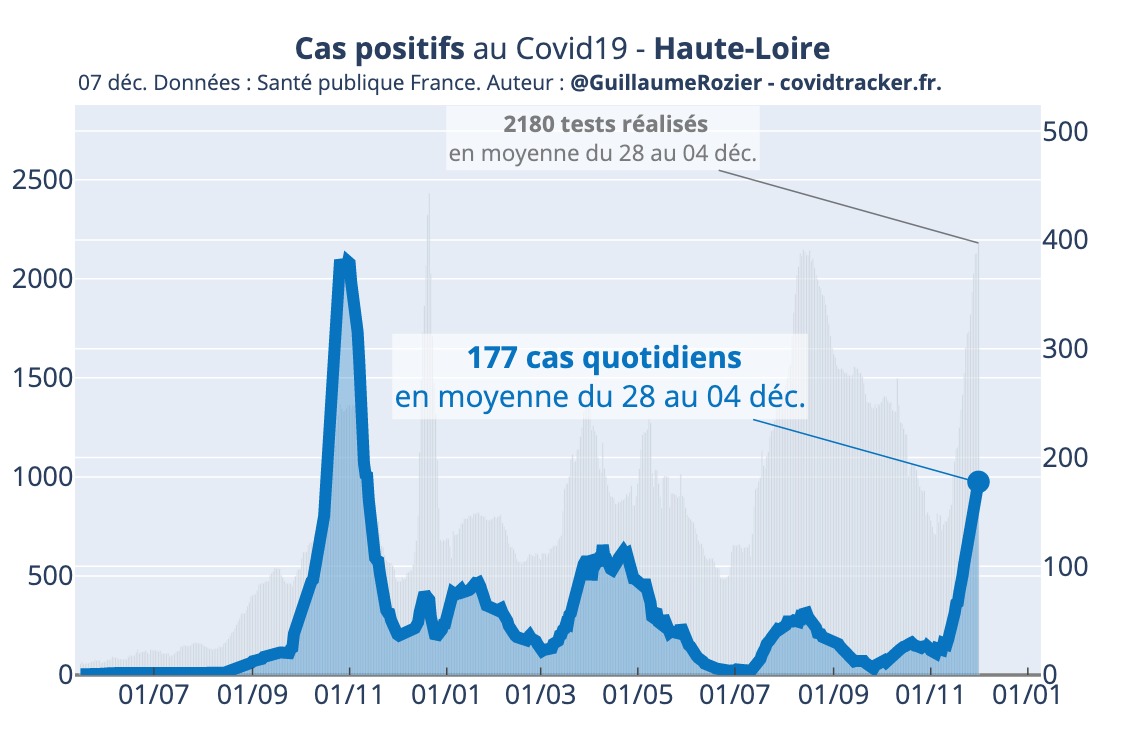 Cas positifs au Covid19 - Haute-Loire
07 déc. Données : Santé publique France. Auteur : @GuillaumeRozier - covidtracker.fr.
2180 tests réalisés
en moyenne du 28 au 04 déc.
177 cas quotidiens
en moyenne du 28 au 04 déc.
2500
2000
1500
1000
500
0
500
400
300
200
100
0
01/07 01/09 01/11 01/01 01/03 01/05 01/07 01/09 01/11 01/01